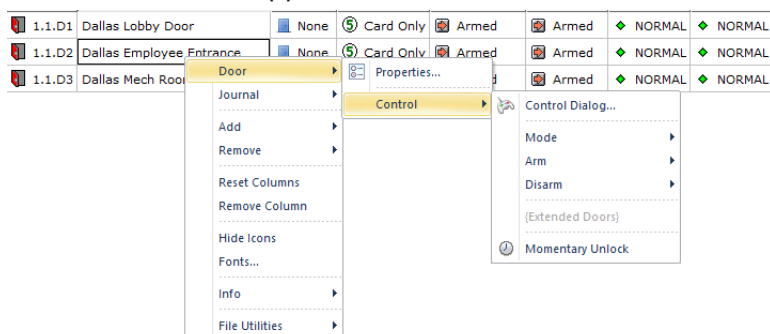 1.1.D1 Dallas Lobby Door None 5 Card Only Armed Armed NORMAL NORMAL
1.1.D2 Dallas Employee Entrance None 5 Card Only Armed Armed NORMAL NORMAL
1.1.D3 Dallas Mech Armed NORMAL NORMAL
Door
Properties...
Journal
Control
Control Dialog...
Add
Mode
Remove
Arm
Reset Columns
Disarm
Remove Column
{Extended Doors}
Hide Icons
Momentary Unlock
Fonts...
Info
File Utilities